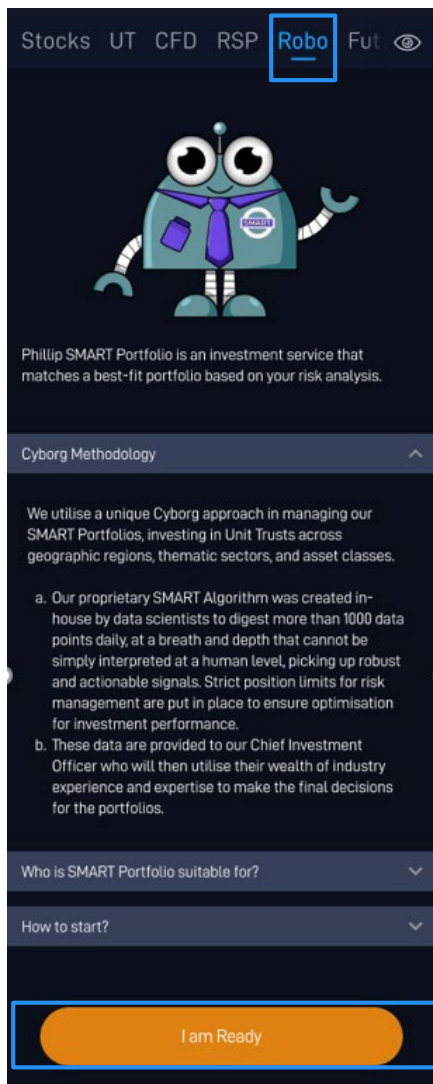 Stocks UT CFD RSP Robo Fut
SMART
Phillip SMART Portfolio is an investment service that
matches a best-fit portfolio based on your risk analysis.
Cyborg Methodology
We utilise a unique Cyborg approach in managing our
SMART Portfolios, investing in Unit Trusts across
geographic regions, thematic sectors, and asset classes.
a. Our proprietary SMART Algorithm was created in-
house by data scientists to digest more than 1000 data
points daily, at a breath and depth that cannot be
simply interpreted at a human level, picking up robust
and actionable signals. Strict position limits for risk
management are put in place to ensure optimisation
for investment performance.
b. These data are provided to our Chief Investment
Officer who will then utilise their wealth of industry
experience and expertise to make the final decisions
for the portfolios.
Who is SMART Portfolio suitable for?
How to start?
I am Ready